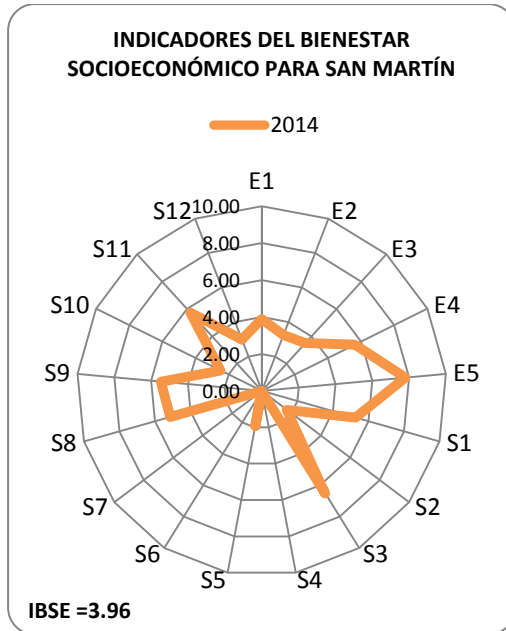 INDICADORES DEL BIENESTAR
SOCIOECONÓMICO PARA SAN MARTÍN
2014
E1
E2
E3
E4
E5
S1
S2
S3
S4
S5
S6
S7
S8
S9
S10
S11
S12
10.00
8.00
6.00
4.00
2.00
0.00
IBSE =3.96